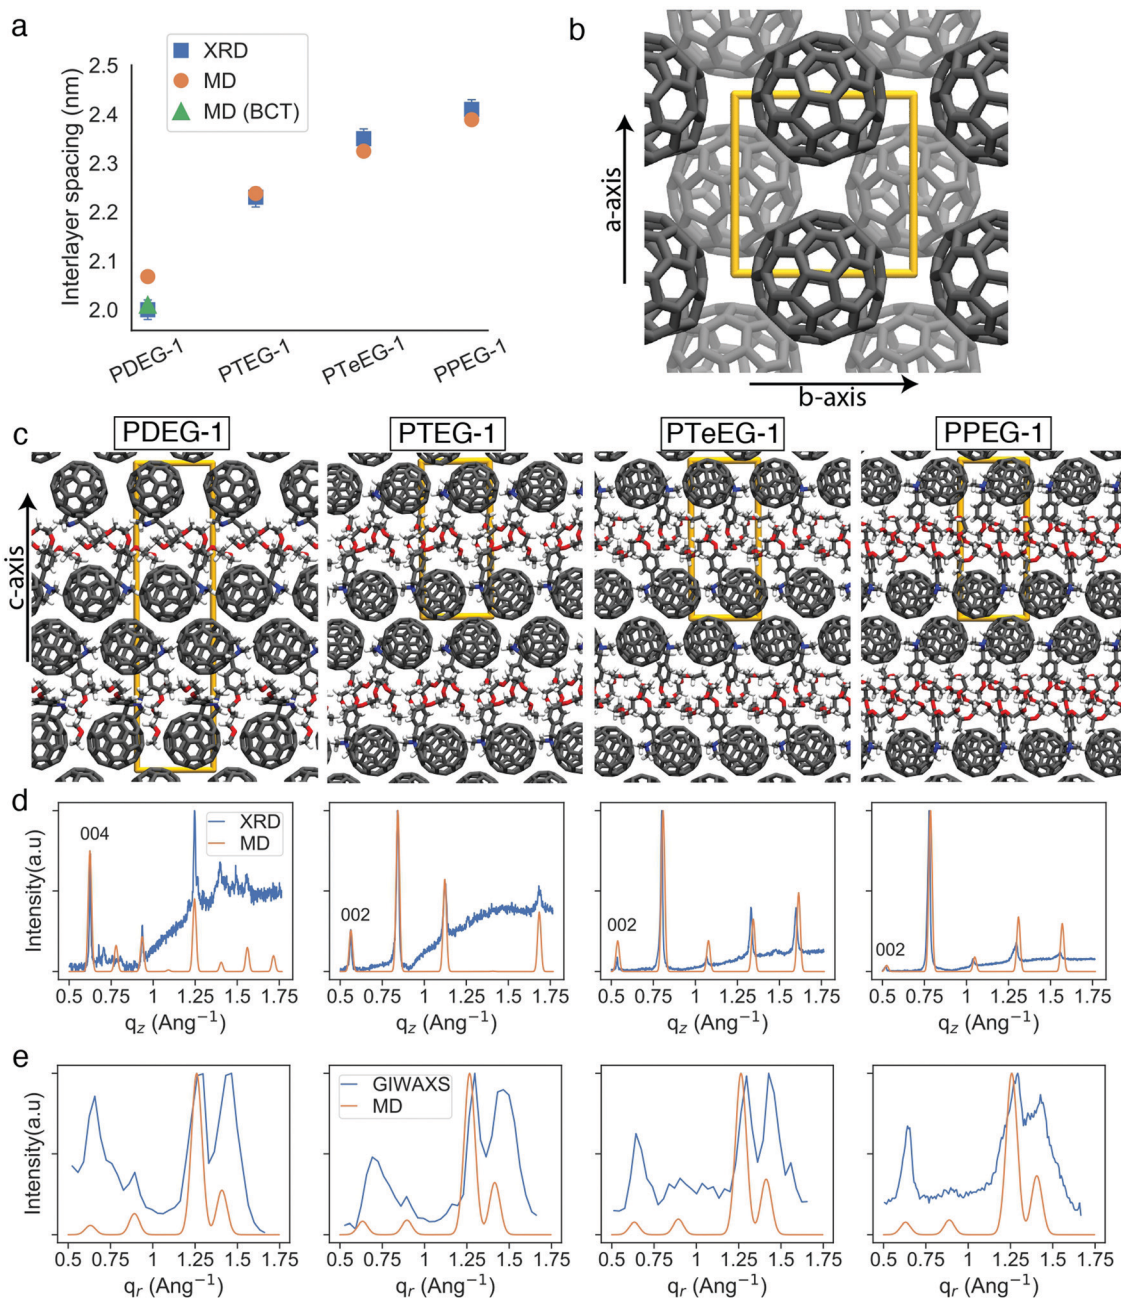 a
XRD
MD
MD (BCT)
Interlayer spacing (nm)
2.5
2.4
2.3
2.2
2.1
2.0
PDEG-1
PTEG-1
PTeEG-1
PPEG-1
b
a-axis
b-axis
c
PDEG-1
PTEG-1
PTeEG-1
PPEG-1
c-axis
d
Intensity(a.u)
004
XRD
MD
0.5 0.75 1 1.25 1.5 1.75
q_z (Ang⁻¹)
002
0.5 0.75 1 1.25 1.5 1.75
q_z (Ang⁻¹)
002
0.5 0.75 1 1.25 1.5 1.75
q_z (Ang⁻¹)
002
0.5 0.75 1 1.25 1.5 1.75
q_z (Ang⁻¹)
e
Intensity(a.u)
0.5 0.75 1 1.25 1.5 1.75
q_r (Ang⁻¹)
GIWAXS
MD
0.5 0.75 1 1.25 1.5 1.75
q_r (Ang⁻¹)
0.5 0.75 1 1.25 1.5 1.75
q_r (Ang⁻¹)
0.5 0.75 1 1.25 1.5 1.75
q_r (Ang⁻¹)